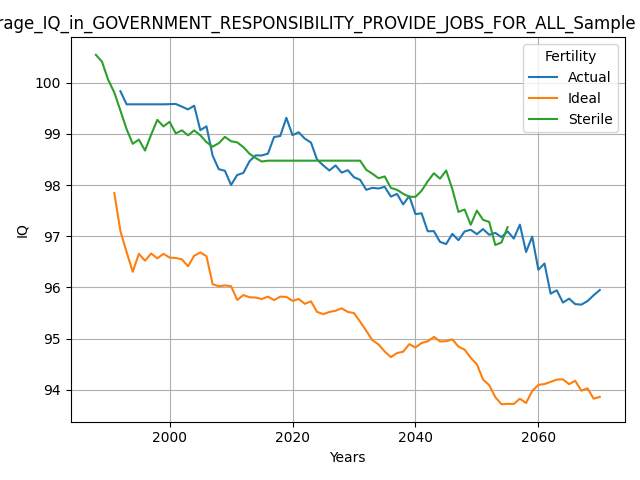 rage_IQ_in_GOVERNMENT_RESPONSIBILITY_PROVIDE_JOBS_FOR_ALL_Sample
Fertility
Actual
Ideal
Sterile
100
99
98
97
96
95
94
IQ
2000 2020 2040 2060
Years